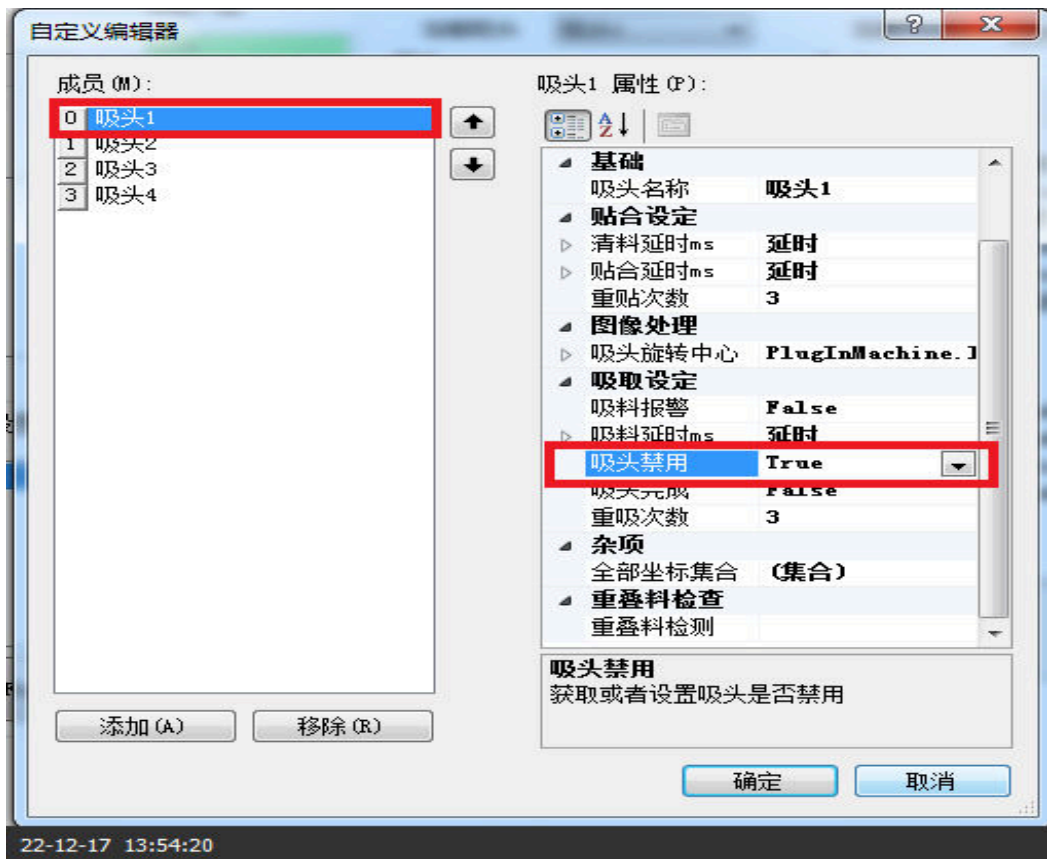 自定义编辑器
成员(M):
0 吸头1
1 吸头2
2 吸头3
3 吸头4
添加(A)
移除(R)
吸头1 属性(P):
基础
吸头名称 吸头1
贴合设定
清料延时ms 延时
贴合延时ms 延时
重贴次数 3
图像处理
吸头旋转中心 PlugInMachine.I
吸取设定
吸料报警 False
吸料延时ms 延时
吸头禁用 True
吸头完成 False
重吸次数 3
杂项
全部坐标集合 (集合)
重叠料检查
重叠料检测
吸头禁用
获取或者设置吸头是否禁用
确定
取消
22-12-17 13:54:20